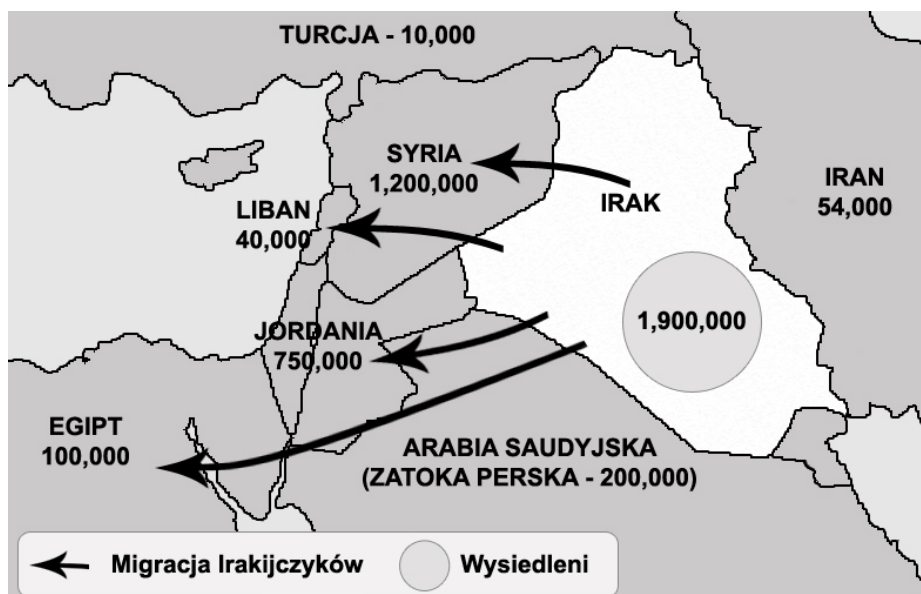 TURCJA - 10,000
SYRIA
1,200,000
IRAK
IRAN
54,000
LIBAN
40,000
1,900,000
JORDANIA
750,000
EGIPT
100,000
ARABIA SAUDYJSKA
(ZATOKA PERSKA - 200,000)
Migracja Irakijczyków
Wysiedleni